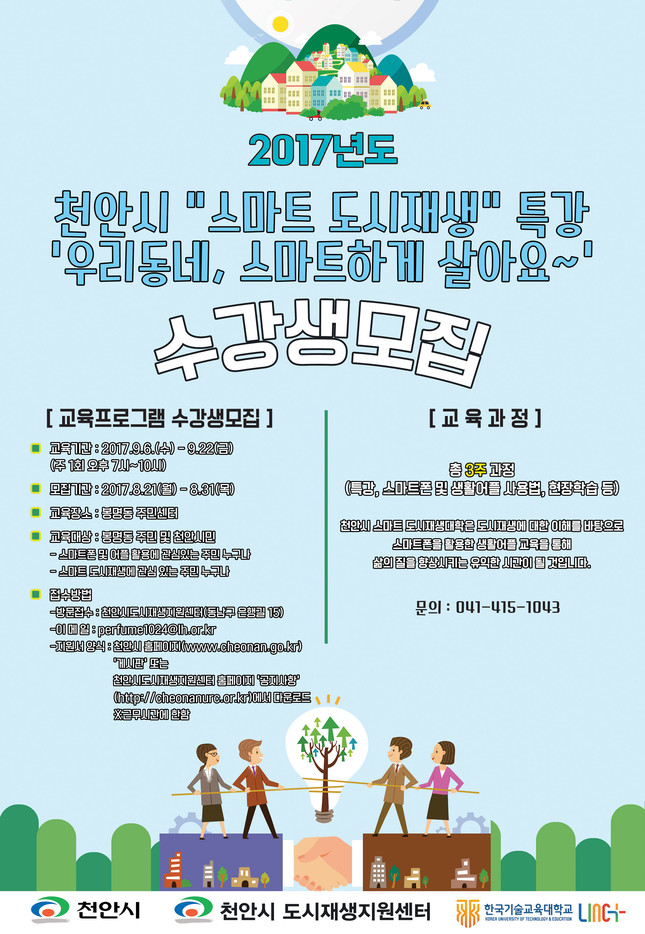 2017년도
천안시 "스마트 도시재생" 특강
'우리동네, 스마트하게 살아요~'
수강생모집
[ 교육프로그램 수강생모집 ]
교육기간 : 2017.9.6.(수) - 9.22(금)
(주 1회 오후 7시~10시)
모집기간 : 2017.8.21(월) - 8.31(목)
교육장소 : 봉명동 주민센터
교육대상 : 봉명동 주민 및 천안시민
- 스마트폰 및 어플 활용에 관심있는 주민 누구나
- 스마트 도시재생에 관심 있는 주민 누구나
접수방법
-방문접수 : 천안시도시재생지원센터(동남구 은행길 15)
-이 메 일 : perfume1024@lh.or.kr
-지원서 양식 : 천안시 홈페이지(www.cheonan.go.kr)
'게시판' 또는
천안시도시재생지원센터 홈페이지 '공지사항'
(http://cheonanurc.or.kr)에서 다운로드
※근무시간에 한함
[ 교 육 과 정 ]
총 3주 과정
(특강, 스마트폰 및 생활어플 사용법, 현장학습 등)
천안시 스마트 도시재생대학은 도시재생에 대한 이해를 바탕으로
스마트폰을 활용한 생활어플 교육을 통해
삶의 질을 향상시키는 유익한 시간이 될 것입니다.
문의 : 041-415-1043
천안시
천안시 도시재생지원센터
한국기술교육대학교
KOREA UNIVERSITY OF TECHNOLOGY & EDUCATION
LINC+